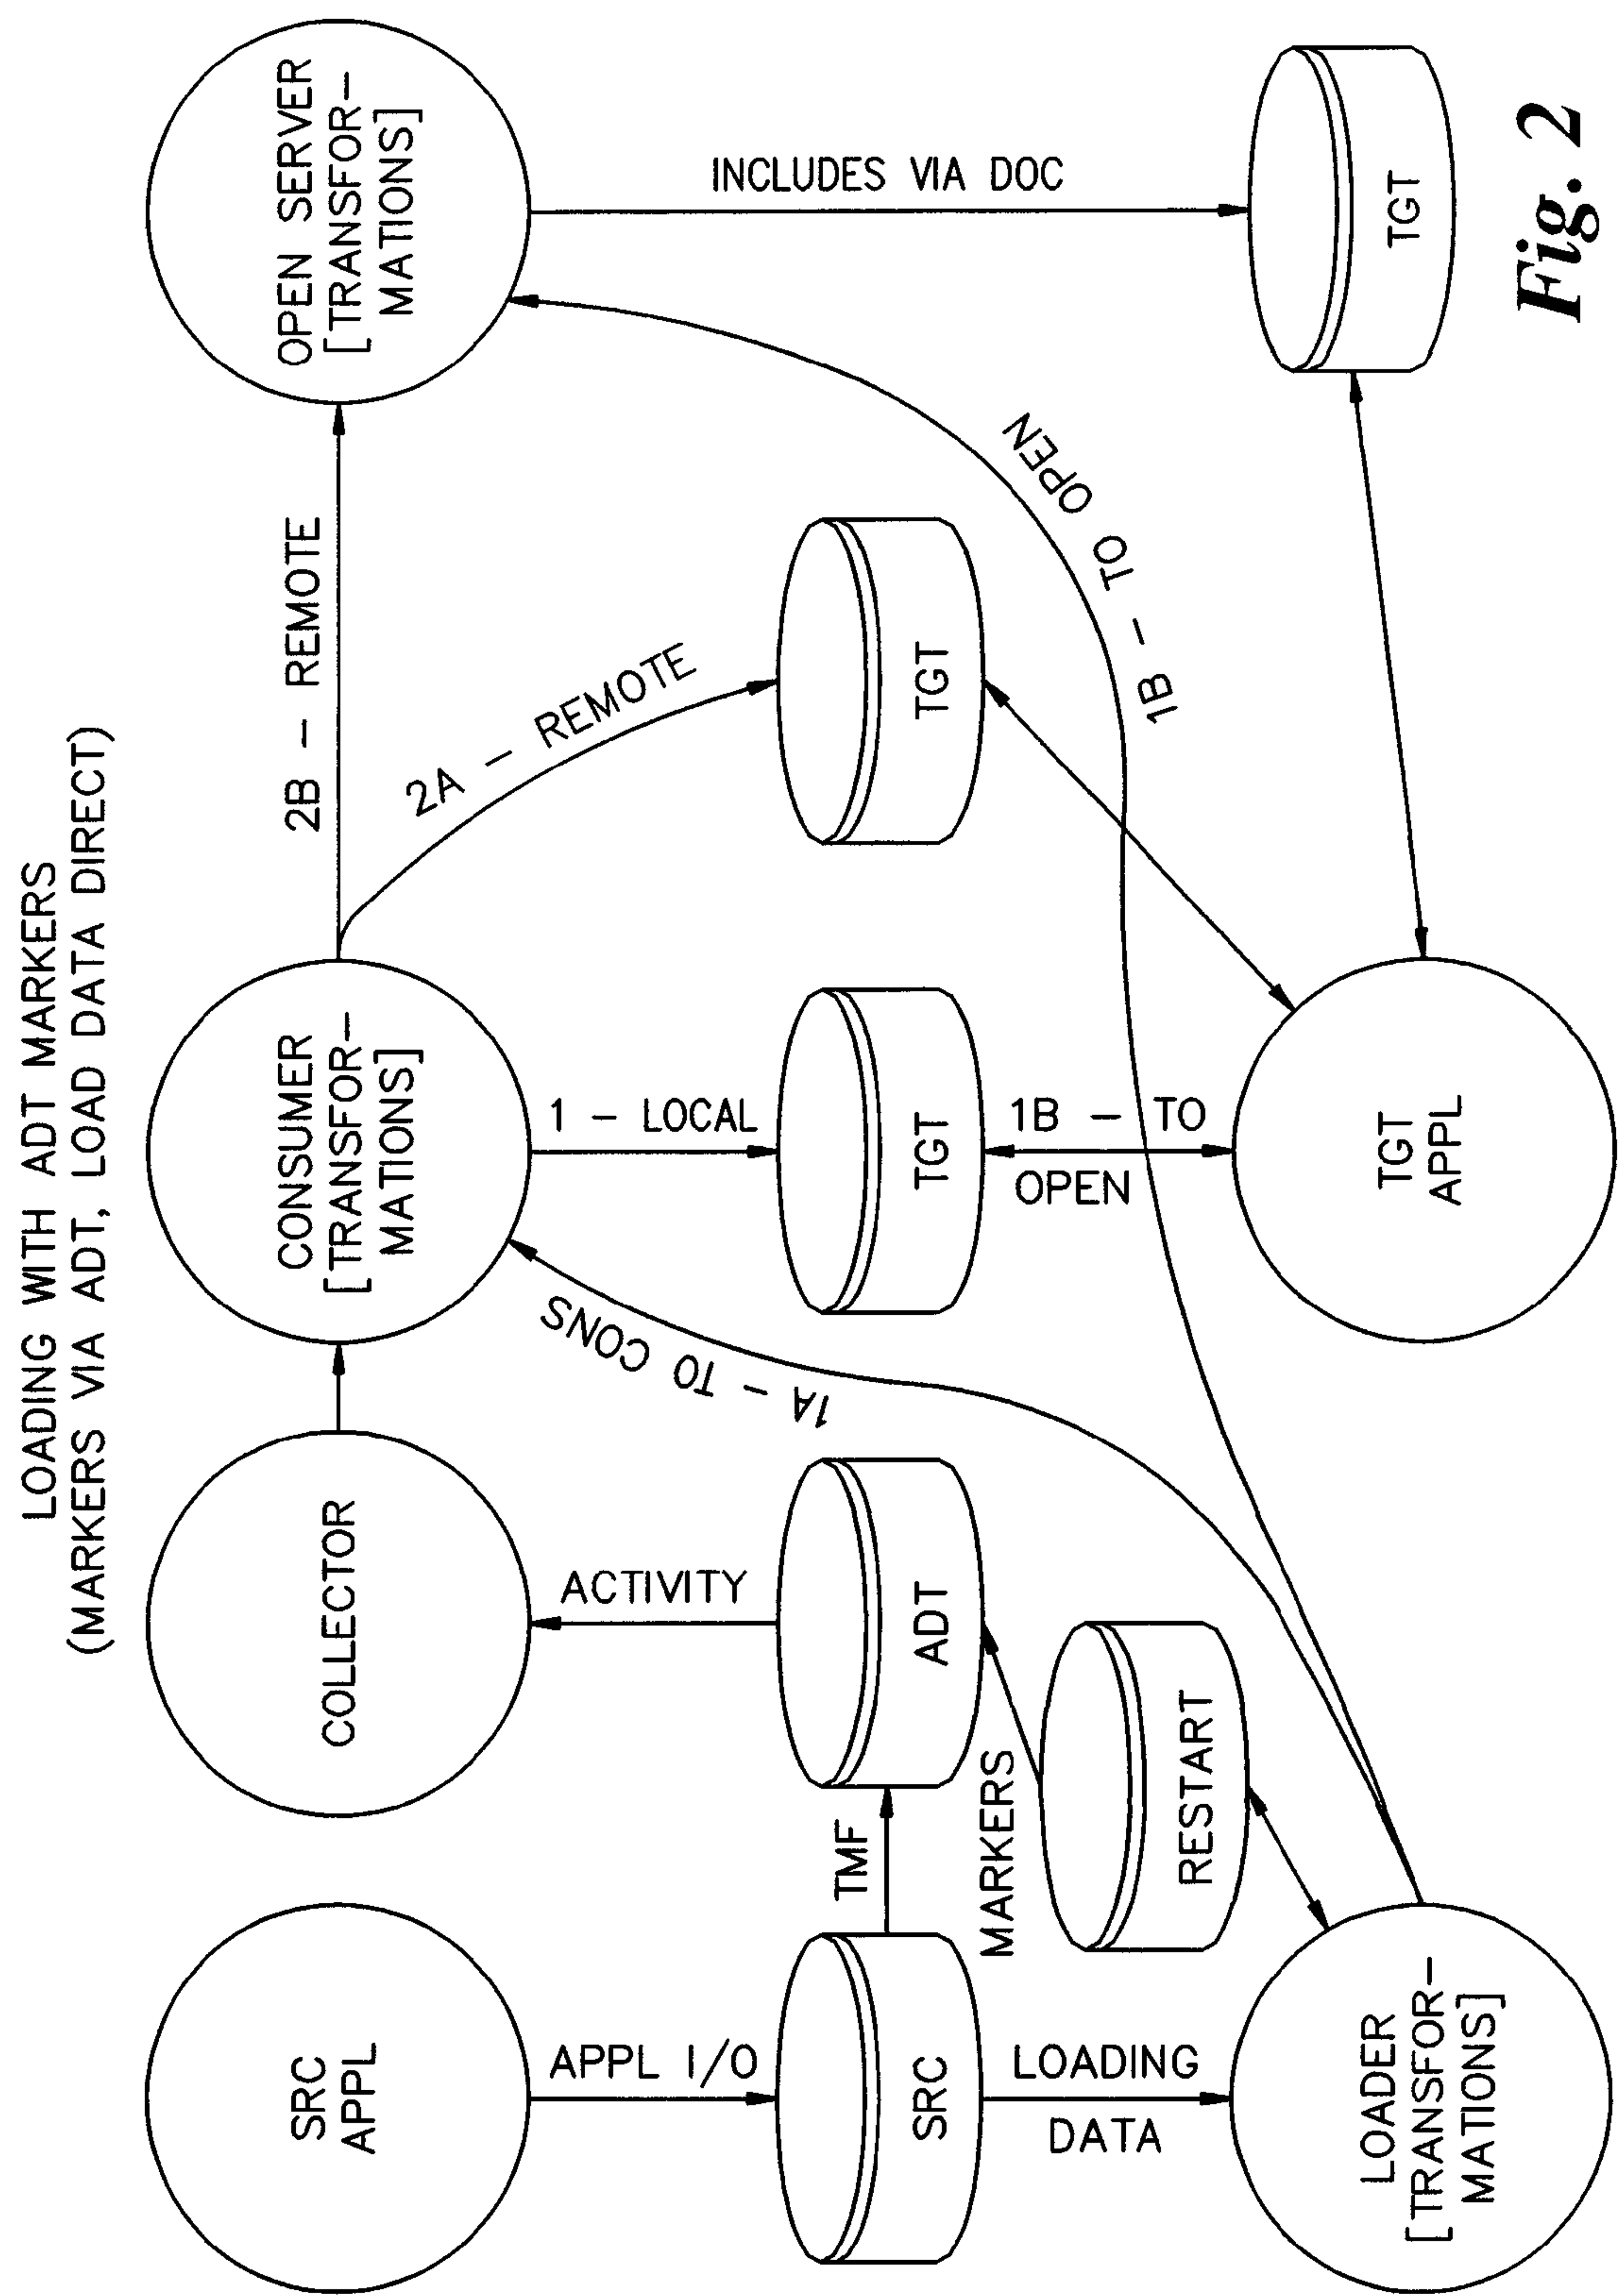 LOADING WITH ADT MARKERS
(MARKERS VIA ADT, LOAD DATA DIRECT)
SRC
APPL
COLLECTOR
CONSUMER
[TRANSFOR-
MATIONS]
2B - REMOTE
OPEN SERVER
[TRANSFOR-
MATIONS]
APPL I/O
ACTIVITY
1A - TO CONS
1 - LOCAL
2A - REMOTE
INCLUDES VIA DOC
SRC
TMF
ADT
TGT
TGT
LOADING
DATA
MARKERS
RESTART
1B - TO
OPEN
1B - TO OPEN
LOADER
[TRANSFOR-
MATIONS]
TGT
APPL
TGT
Fig. 2